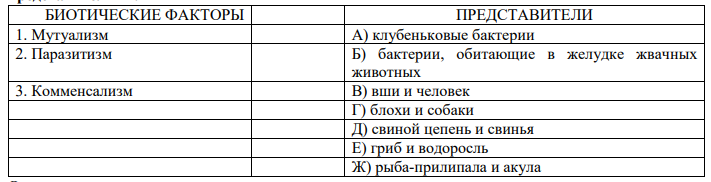 БИОТИЧЕСКИЕ ФАКТОРЫ ПРЕДСТАВИТЕЛИ
1. Мутуализм А) клубеньковые бактерии
2. Паразитизм Б) бактерии, обитающие в желудке жвачных
животных
3. Комменсализм В) вши и человек
Г) блохи и собаки
Д) свиной цепень и свинья
Е) гриб и водоросль
Ж) рыба-прилипала и акула